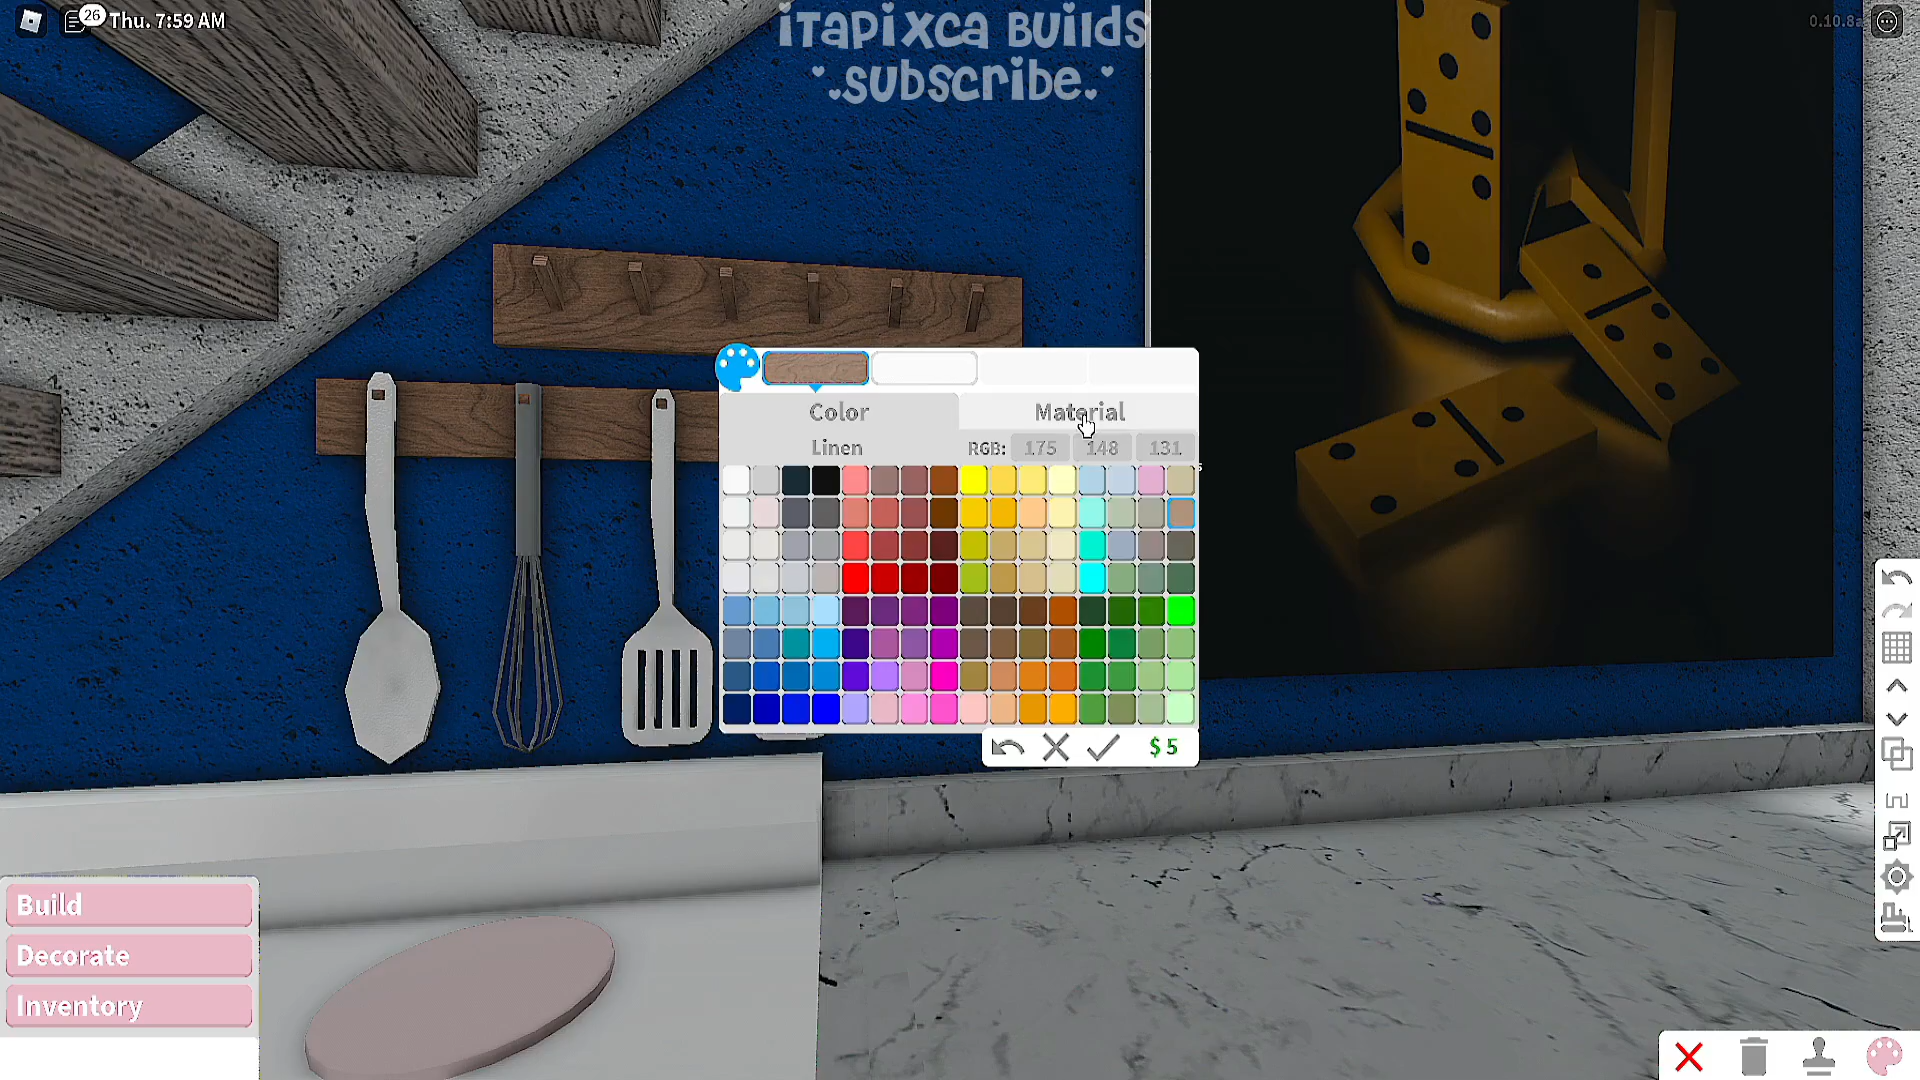 26 Thu. 7:59 AM
iTapixca Builds
.subscribe.
0.10.8a
Color
Material
Linen
RGB: 175 148 131
$5
Build
Decorate
Inventory